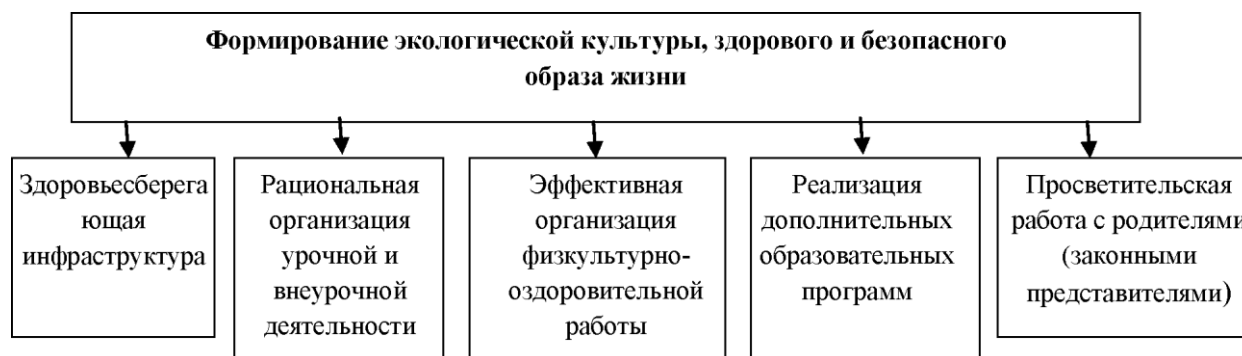 Формирование экологической культуры, здорового и безопасного
образа жизни
Здоровьесберега
ющая
инфраструктура
Рациональная
организация
урочной и
внеурочной
деятельности
Эффективная
организация
физкультурно-
оздоровительной
работы
Реализация
дополнительных
образовательных
программ
Просветительская
работа с родителями
(законными
представителями)